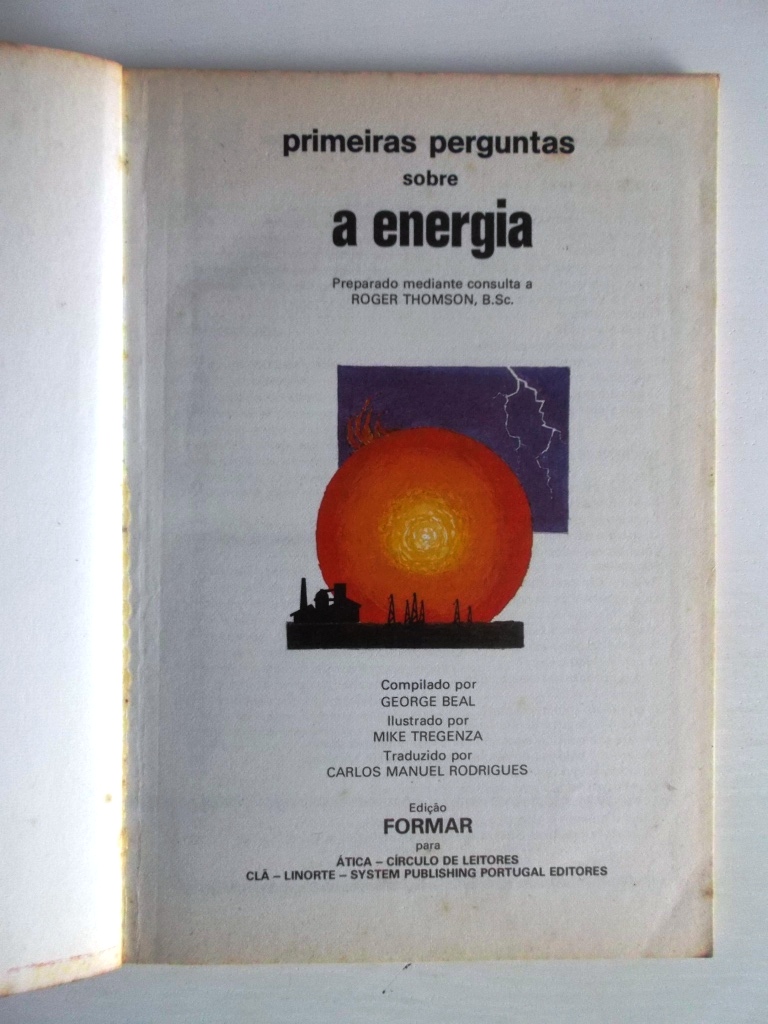 primeiras perguntas
sobre
a energia
Preparado mediante consulta a
ROGER THOMSON, B.Sc.
Compilado por
GEORGE BEAL
Ilustrado por
MIKE TREGENZA
Traduzido por
CARLOS MANUEL RODRIGUES
Edição
FORMAR
para
ÁTICA – CÍRCULO DE LEITORES
CLÂ – LINORTE – SYSTEM PUBLISHING PORTUGAL EDITORES